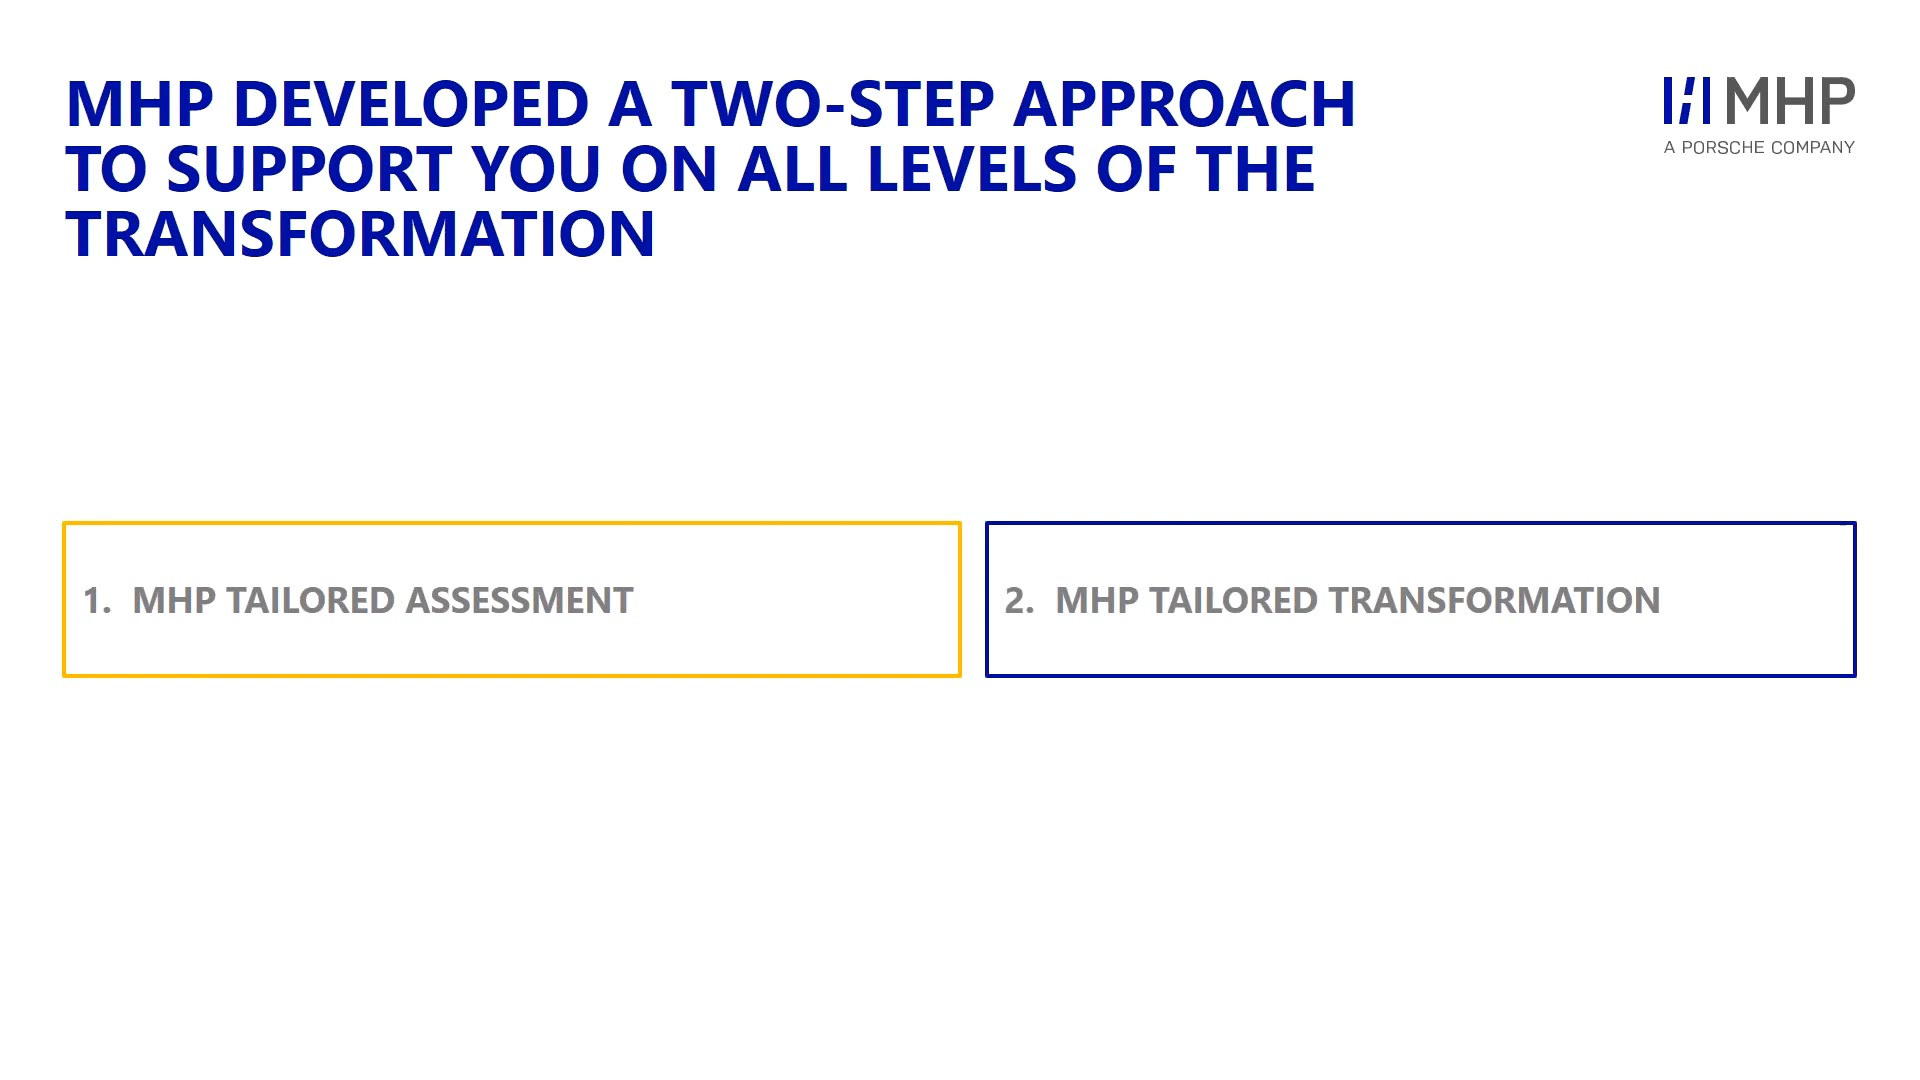 MHP DEVELOPED A TWO-STEP APPROACH
TO SUPPORT YOU ON ALL LEVELS OF THE
TRANSFORMATION
MHP
A PORSCHE COMPANY
1. MHP TAILORED ASSESSMENT
2. MHP TAILORED TRANSFORMATION